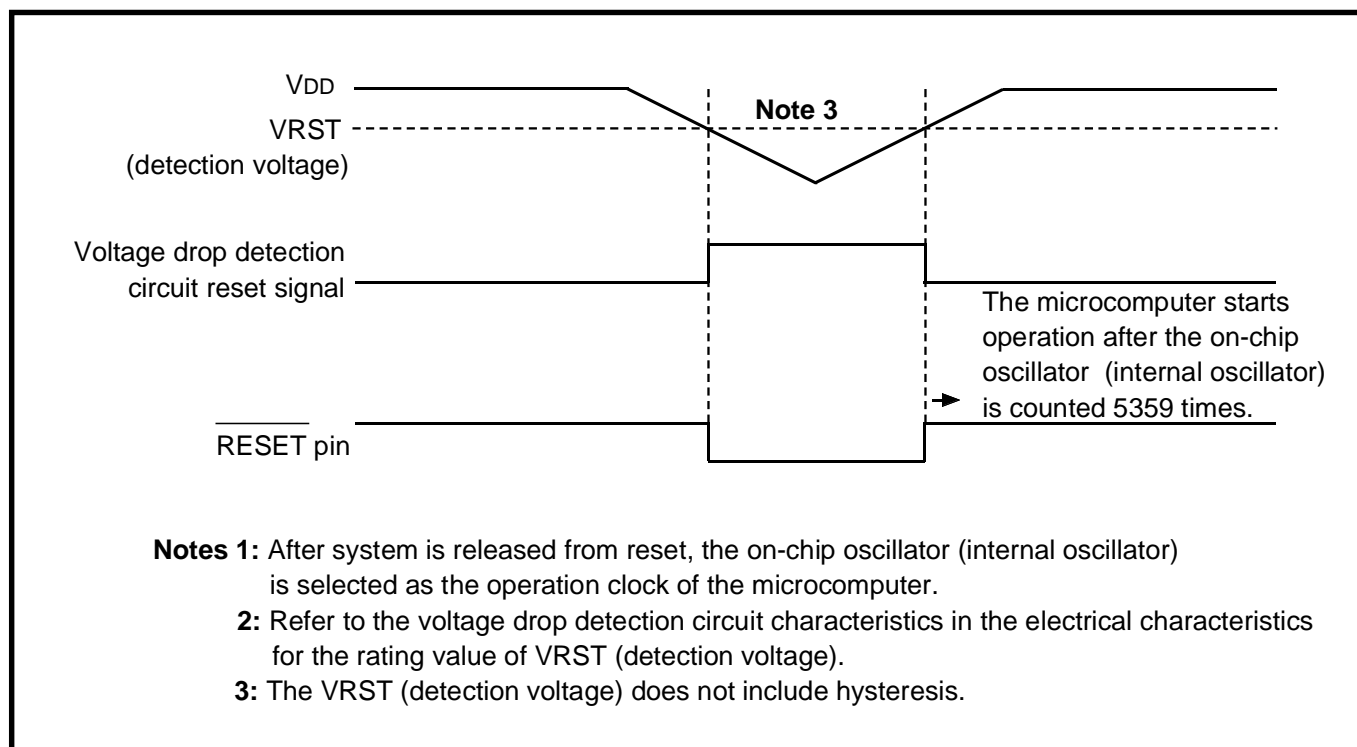 VDD
Note 3
VRST
(detection voltage)
Voltage drop detection
circuit reset signal
The microcomputer starts
operation after the on-chip
oscillator (internal oscillator)
is counted 5359 times.
RESET pin
Notes 1: After system is released from reset, the on-chip oscillator (internal oscillator)
is selected as the operation clock of the microcomputer.
2: Refer to the voltage drop detection circuit characteristics in the electrical characteristics
for the rating value of VRST (detection voltage).
3: The VRST (detection voltage) does not include hysteresis.